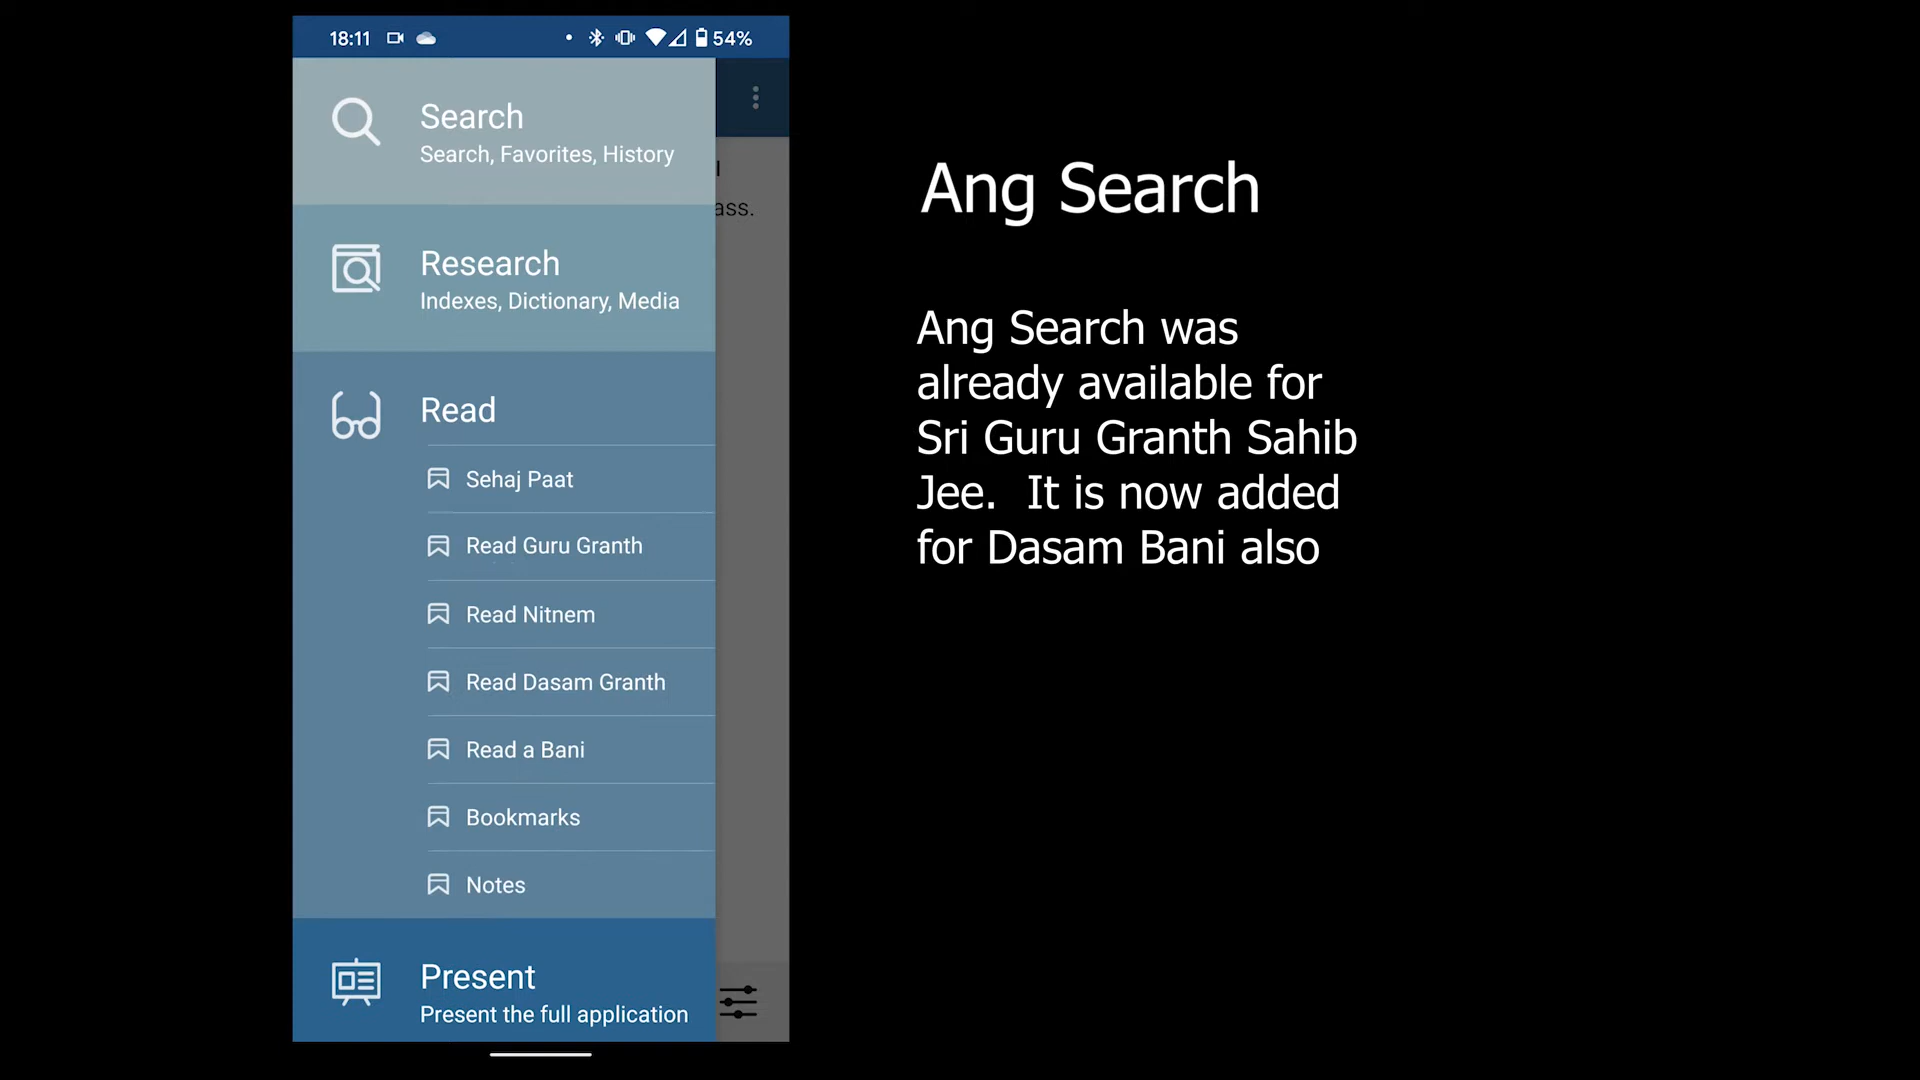 18:11
54%
Search
Search, Favorites, History
ass.
Research
Indexes, Dictionary, Media
Read
Sehaj Paat
Read Guru Granth
Read Nitnem
Read Dasam Granth
Read a Bani
Bookmarks
Notes
Present
Present the full application
Ang Search
Ang Search was
already available for
Sri Guru Granth Sahib
Jee.  It is now added
for Dasam Bani also